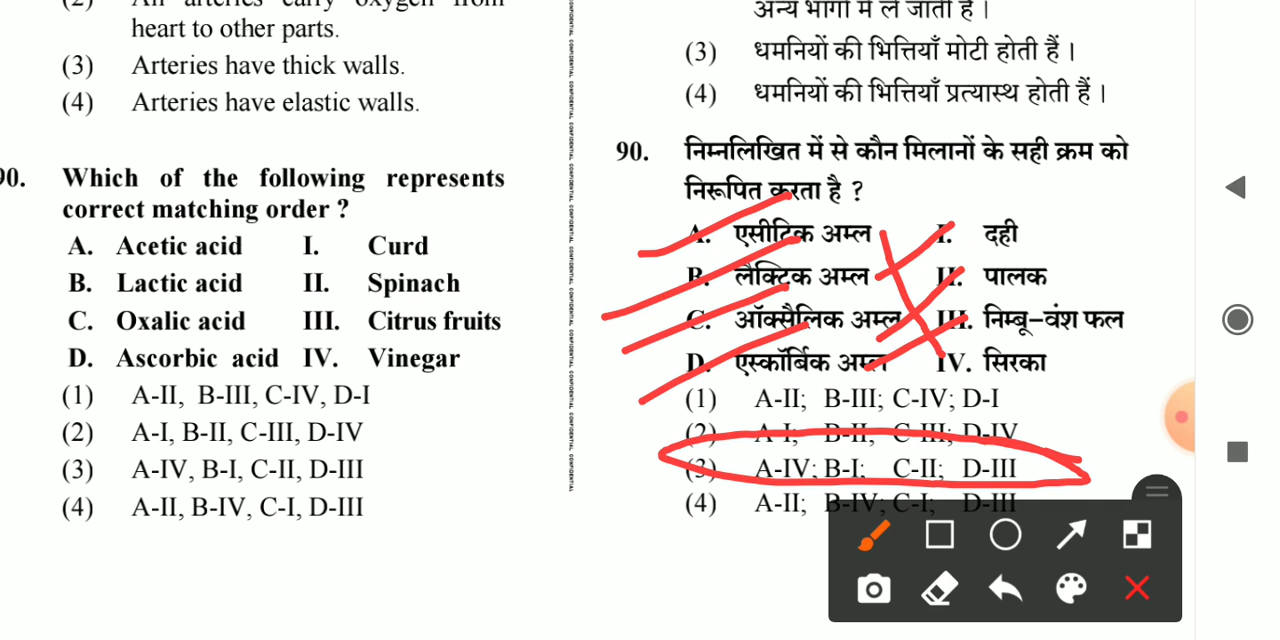 heart to other parts.
(3) Arteries have thick walls.
(4) Arteries have elastic walls.
90. Which of the following represents
correct matching order ?
A. Acetic acid I. Curd
B. Lactic acid II. Spinach
C. Oxalic acid III. Citrus fruits
D. Ascorbic acid IV. Vinegar
(1) A-II, B-III, C-IV, D-I
(2) A-I, B-II, C-III, D-IV
(3) A-IV, B-I, C-II, D-III
(4) A-II, B-IV, C-I, D-III
CONFIDENTIAL CONFIDENTIAL CONFIDENTIAL CONFIDENTIAL
अन्य भागों में ले जाती हैं ।
(3) धमनियों की भित्तियाँ मोटी होती हैं ।
(4) धमनियों की भित्तियाँ प्रत्यास्थ होती हैं ।
90. निम्नलिखित में से कौन मिलानों के सही क्रम को
निरूपित करता है ?
A. एसीटिक अम्ल I. दही
B. लैक्टिक अम्ल II. पालक
C. ऑक्सैलिक अम्ल III. निम्बू-वंश फल
D. एस्कॉर्बिक अम्ल IV. सिरका
(1) A-II; B-III; C-IV; D-I
(2) A-I; B-II; C-III; D-IV
(3) A-IV; B-I; C-II; D-III
(4) A-II; B-IV; C-I; D-III